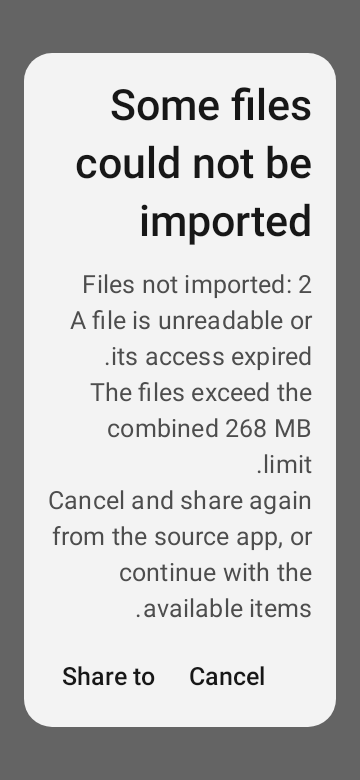 Some files
could not be
imported
Files not imported: 2
A file is unreadable or
.its access expired
The files exceed the
combined 268 MB
.limit
Cancel and share again
from the source app, or
continue with the
.available items
Share to
Cancel